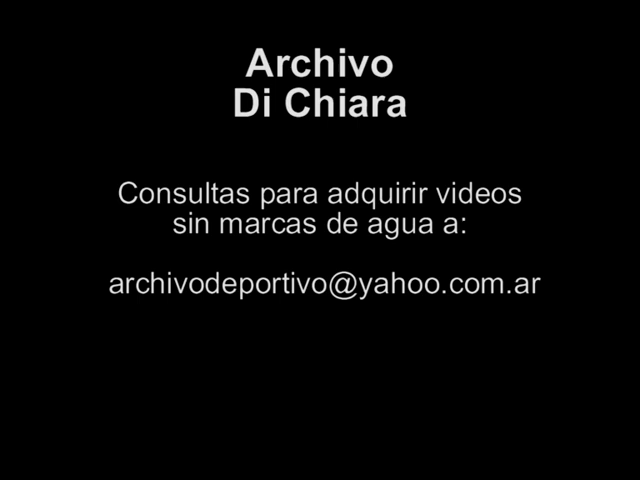 Archivo
Di Chiara
Consultas para adquirir videos
sin marcas de agua a:
archivodeportivo@yahoo.com.ar